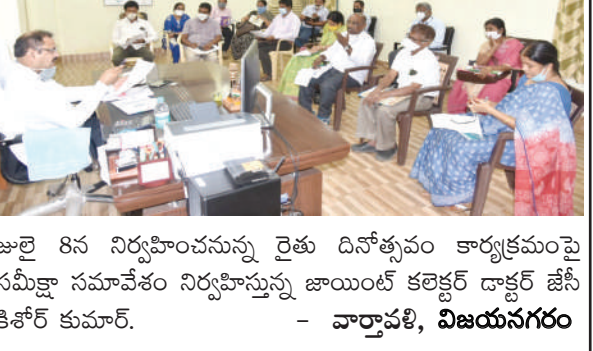 జులై 8న నిర్వహించనున్న రైతు దినోత్సవం కార్యక్రమంపై
సమీక్షా సమావేశం నిర్వహిస్తున్న జాయింట్ కలెక్టర్ డాక్టర్ జేసీ
కిశోర్ కుమార్. - వార్తావళి, విజయనగరం